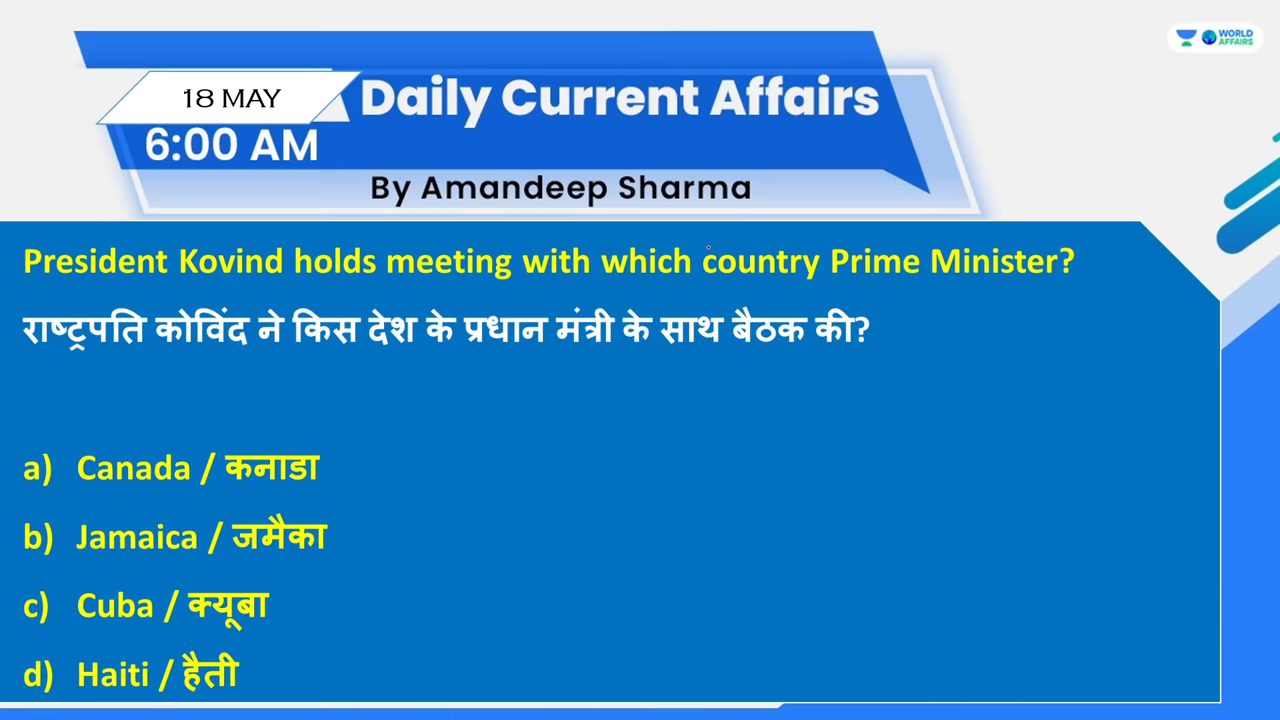 WORLD
AFFAIRS
18 MAY
Daily Current Affairs
6:00 AM
By Amandeep Sharma
President Kovind holds meeting with which country Prime Minister?
राष्ट्रपति कोविंद ने किस देश के प्रधान मंत्री के साथ बैठक की?
a) Canada / कनाडा
b) Jamaica / जमैका
c) Cuba / क्यूबा
d) Haiti / हैती